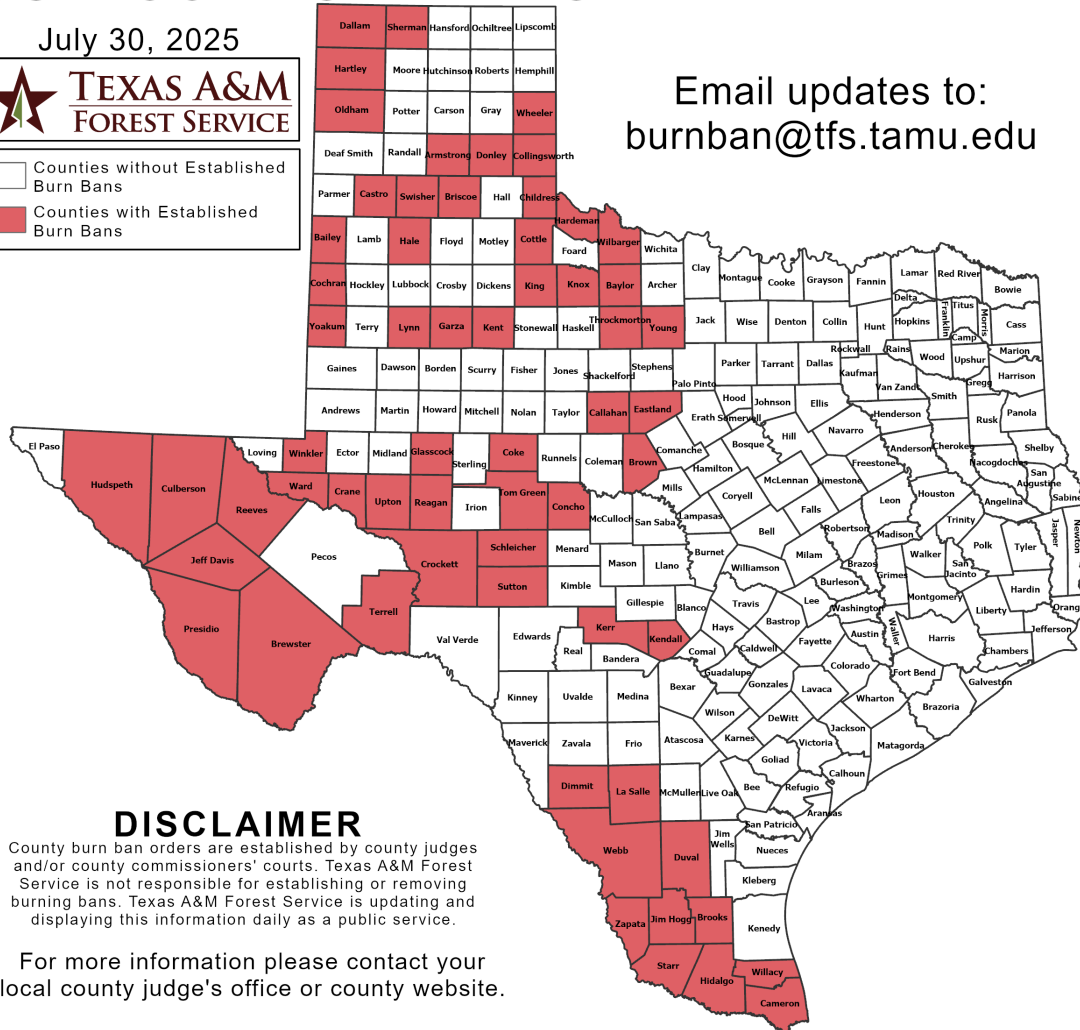 July 30, 2025
TEXAS A&M
FOREST SERVICE
Counties without Established
Burn Bans
Counties with Established
Burn Bans
Email updates to:
burnban@tfs.tamu.edu
Dallam Sherman Hansford Ochiltree Lipscomb
Hartley Moore Hutchinson Roberts Hemphill
Oldham Potter Carson Gray Wheeler
Deaf Smith Randall Armstrong Donley Collingsworth
Parmer Castro Swisher Briscoe Hall Childress
Hardeman
Bailey Lamb Hale Floyd Motley Cottle Foard Wilbarger Wichita
Clay Montague Cooke Grayson Fannin Lamar Red River Bowie
Cochran Hockley Lubbock Crosby Dickens King Knox Baylor Archer
Delta Titus Franklin Morris
Yoakum Terry Lynn Garza Kent Stonewall Haskell Throckmorton Young Jack Wise Denton Collin Hunt Hopkins Camp Cass
Rockwall Rains Wood Upshur Marion
Gaines Dawson Borden Scurry Fisher Jones Shackelford Stephens Palo Pinto Parker Tarrant Dallas Kaufman Van Zandt Smith Gregg Harrison
Andrews Martin Howard Mitchell Nolan Taylor Callahan Eastland Erath Hood Somervell Johnson Ellis Henderson Rusk Panola
El Paso Loving Winkler Ector Midland Glasscock Sterling Coke Runnels Coleman Brown Comanche Bosque Hill Navarro Anderson Cherokee Shelby
Hudspeth Culberson Reeves Ward Crane Upton Reagan Irion Tom Green Concho Mills Hamilton McLennan Limestone Freestone Nacogdoches San Augustine Sabine
McCulloch San Saba Lampasas Coryell Falls Leon Houston Angelina
Jeff Davis Pecos Crockett Schleicher Menard Bell Robertson Madison Trinity Polk Tyler Jasper Newton
Sutton Kimble Mason Llano Burnet Williamson Milam Brazos Grimes Walker San Jacinto Hardin
Presidio Brewster Terrell Val Verde Edwards Gillespie Blanco Travis Lee Burleson Washington Montgomery Liberty Orang
Real Kerr Kendall Bandera Comal Hays Bastrop Caldwell Fayette Austin Waller Harris Jefferson Chambers
Kinney Uvalde Medina Bexar Guadalupe Gonzales Lavaca Colorado Fort Bend Galveston
Wilson Wharton Brazoria
Maverick Zavala Frio Atascosa Karnes DeWitt Victoria Jackson Matagorda
Dimmit La Salle McMullen Live Oak Bee Goliad Refugio Calhoun Aransas
Webb Duval Jim Wells San Patricio Nueces
Kleberg
Zapata Jim Hogg Brooks Kenedy
Starr Hidalgo Willacy
Cameron
DISCLAIMER
County burn ban orders are established by county judges
and/or county commissioners' courts. Texas A&M Forest
Service is not responsible for establishing or removing
burning bans. Texas A&M Forest Service is updating and
displaying this information daily as a public service.
For more information please contact your
local county judge's office or county website.